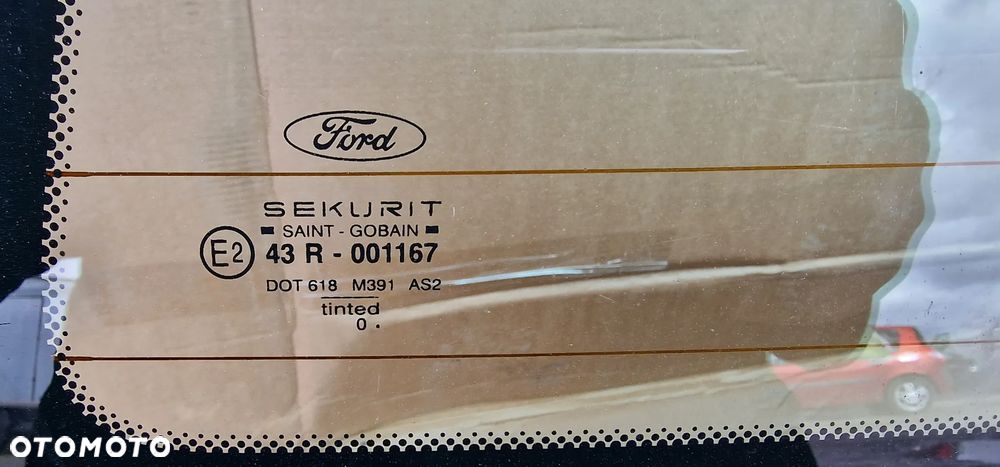 Ford
SEKURIT
SAINT - GOBAIN
E2 43 R - 001167
DOT 618 M391 AS2
tinted
0 .
OTOMOTO